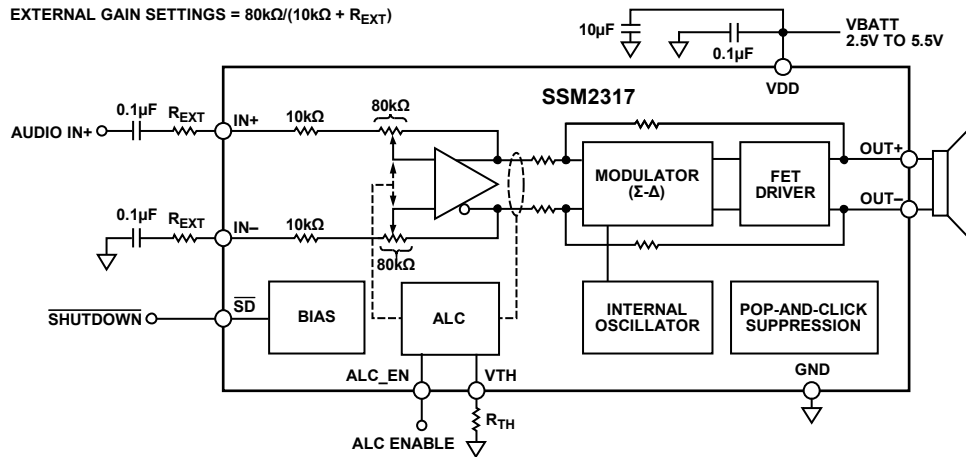 EXTERNAL GAIN SETTINGS = 80kΩ/(10kΩ + REXT)
10µF
0.1µF
VBATT
2.5V TO 5.5V
VDD
SSM2317
AUDIO IN+
0.1µF
REXT
IN+
10kΩ
80kΩ
MODULATOR
(Σ-Δ)
FET
DRIVER
OUT+
OUT–
0.1µF
REXT
IN–
10kΩ
80kΩ
SHUTDOWN
SD
BIAS
ALC
INTERNAL
OSCILLATOR
POP-AND-CLICK
SUPPRESSION
ALC_EN
VTH
GND
RTH
ALC ENABLE